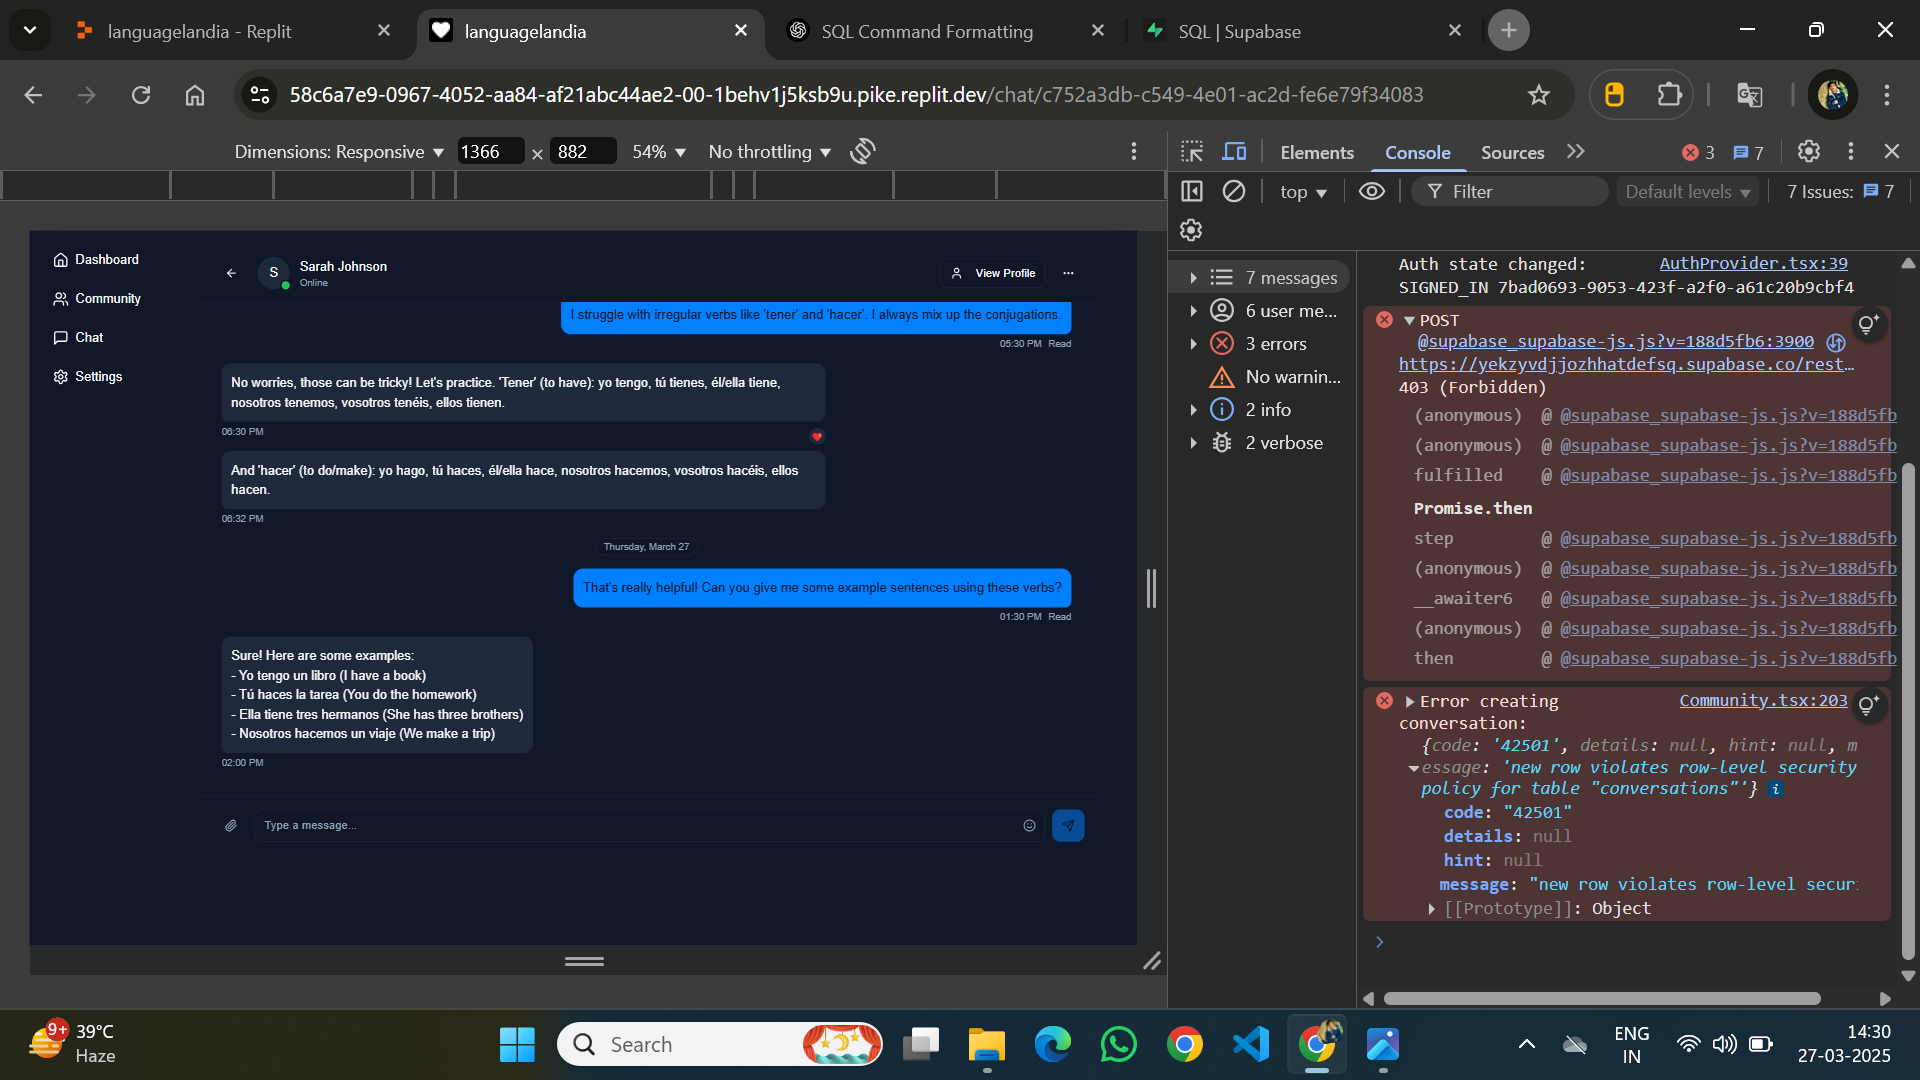 languagelandia - Replit
languagelandia
SQL Command Formatting
SQL | Supabase
58c6a7e9-0967-4052-aa84-af21abc44ae2-00-1behv1j5ksb9u.pike.replit.dev/chat/c752a3db-c549-4e01-ac2d-fe6e79f34083
Dimensions: Responsive 1366 × 882 54% No throttling
Elements Console Sources 3 7
top Filter Default levels 7 Issues: 7
Dashboard
Community
Chat
Settings
S
Sarah Johnson
Online
View Profile
I struggle with irregular verbs like 'tener' and 'hacer'. I always mix up the conjugations.
05:30 PM Read
No worries, those can be tricky! Let's practice. 'Tener' (to have): yo tengo, tú tienes, él/ella tiene,
nosotros tenemos, vosotros tenéis, ellos tienen.
06:30 PM
And 'hacer' (to do/make): yo hago, tú haces, él/ella hace, nosotros hacemos, vosotros hacéis, ellos
hacen.
06:32 PM
Thursday, March 27
That's really helpful! Can you give me some example sentences using these verbs?
01:30 PM Read
Sure! Here are some examples:
- Yo tengo un libro (I have a book)
- Tú haces la tarea (You do the homework)
- Ella tiene tres hermanos (She has three brothers)
- Nosotros hacemos un viaje (We make a trip)
02:00 PM
Type a message...
7 messages
6 user me...
3 errors
No warnin...
2 info
2 verbose
Auth state changed: AuthProvider.tsx:39
SIGNED_IN 7bad0693-9053-423f-a2f0-a61c20b9cbf4
POST
@supabase_supabase-js.js?v=188d5fb6:3900
https://yekzyvdjjozhhatdefsq.supabase.co/rest…
403 (Forbidden)
(anonymous) @ @supabase_supabase-js.js?v=188d5fb
(anonymous) @ @supabase_supabase-js.js?v=188d5fb
fulfilled @ @supabase_supabase-js.js?v=188d5fb
Promise.then
step @ @supabase_supabase-js.js?v=188d5fb
(anonymous) @ @supabase_supabase-js.js?v=188d5fb
__awaiter6 @ @supabase_supabase-js.js?v=188d5fb
(anonymous) @ @supabase_supabase-js.js?v=188d5fb
then @ @supabase_supabase-js.js?v=188d5fb
Error creating Community.tsx:203
conversation:
{code: '42501', details: null, hint: null, m
essage: 'new row violates row-level security
policy for table "conversations"'} i
code: "42501"
details: null
hint: null
message: "new row violates row-level secur
[[Prototype]]: Object
9+
39°C
Haze
Search
ENG
IN
14:30
27-03-2025